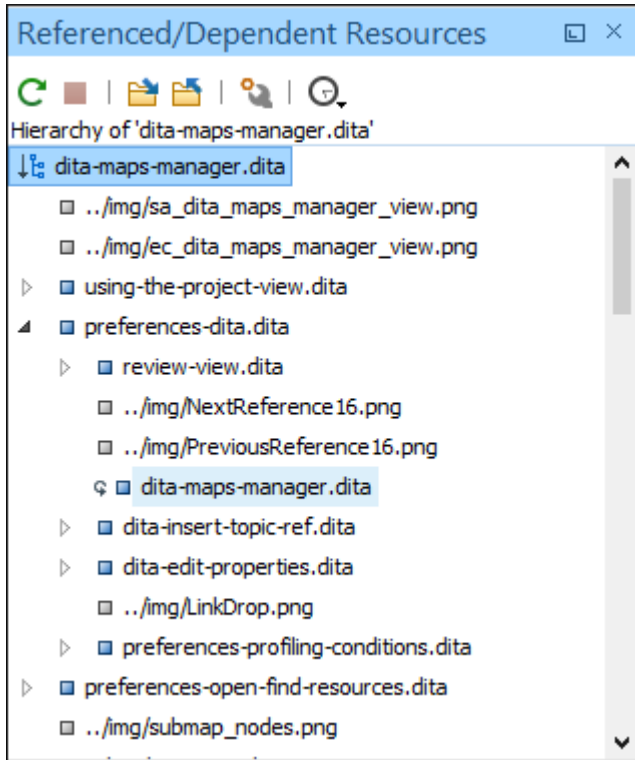 Referenced/Dependent Resources
Hierarchy of 'dita-maps-manager.dita'
dita-maps-manager.dita
../img/sa_dita_maps_manager_view.png
../img/ec_dita_maps_manager_view.png
using-the-project-view.dita
preferences-dita.dita
review-view.dita
../img/NextReference16.png
../img/PreviousReference16.png
dita-maps-manager.dita
dita-insert-topic-ref.dita
dita-edit-properties.dita
../img/LinkDrop.png
preferences-profiling-conditions.dita
preferences-open-find-resources.dita
../img/submap_nodes.png